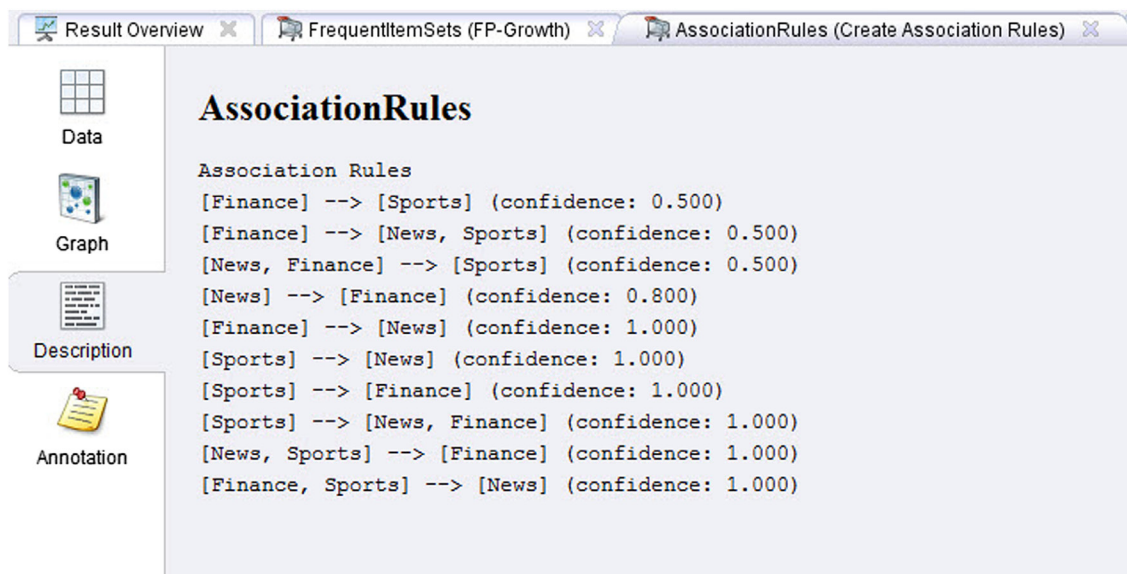 Result Overview FrequentItemSets (FP-Growth) AssociationRules (Create Association Rules)
Data
Graph
Description
Annotation
AssociationRules
Association Rules
[Finance] --> [Sports] (confidence: 0.500)
[Finance] --> [News, Sports] (confidence: 0.500)
[News, Finance] --> [Sports] (confidence: 0.500)
[News] --> [Finance] (confidence: 0.800)
[Finance] --> [News] (confidence: 1.000)
[Sports] --> [News] (confidence: 1.000)
[Sports] --> [Finance] (confidence: 1.000)
[Sports] --> [News, Finance] (confidence: 1.000)
[News, Sports] --> [Finance] (confidence: 1.000)
[Finance, Sports] --> [News] (confidence: 1.000)